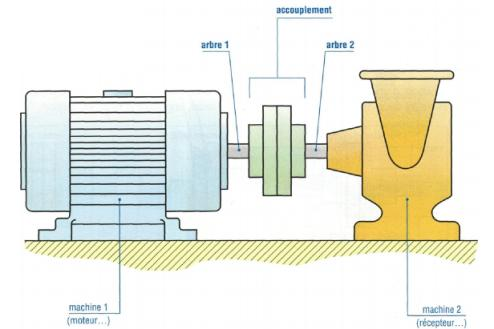 accouplement
arbre 1
arbre 2
machine 1
(moteur...)
machine 2
(récepteur...)